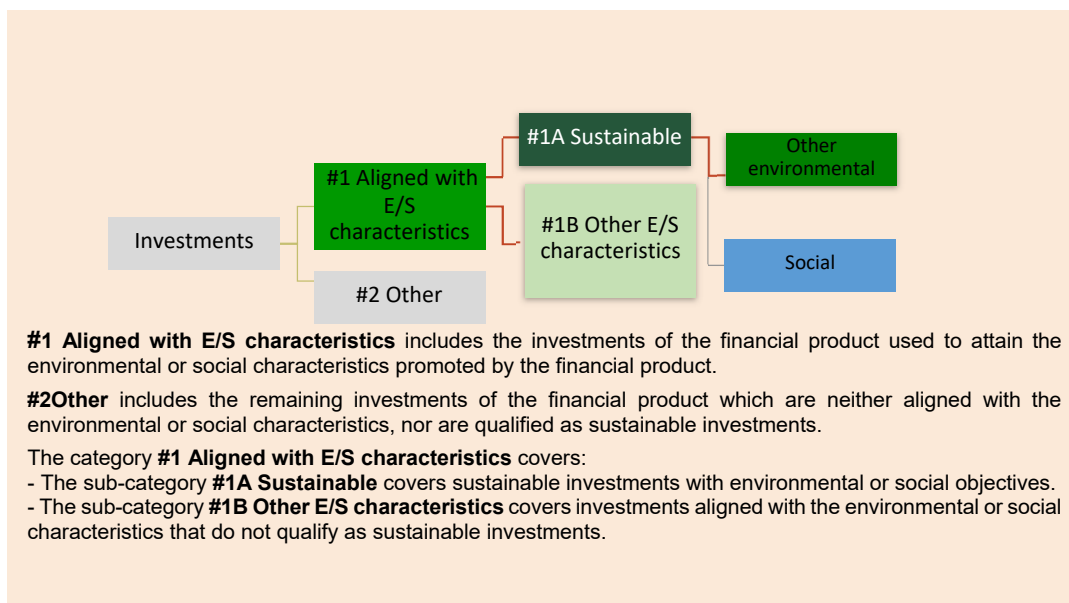 #1A Sustainable
Other
environmental
#1 Aligned with
E/S
characteristics
#1B Other E/S
characteristics
Investments
Social
#2 Other
#1 Aligned with E/S characteristics includes the investments of the financial product used to attain the
environmental or social characteristics promoted by the financial product.
#2Other includes the remaining investments of the financial product which are neither aligned with the
environmental or social characteristics, nor are qualified as sustainable investments.
The category #1 Aligned with E/S characteristics covers:
- The sub-category #1A Sustainable covers sustainable investments with environmental or social objectives.
- The sub-category #1B Other E/S characteristics covers investments aligned with the environmental or social
characteristics that do not qualify as sustainable investments.